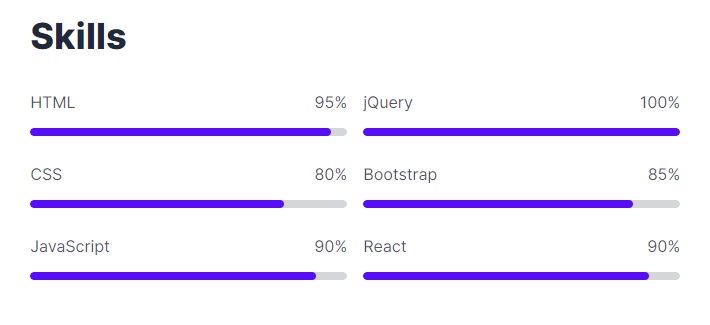 Skills
HTML 95% jQuery 100%
CSS 80% Bootstrap 85%
JavaScript 90% React 90%